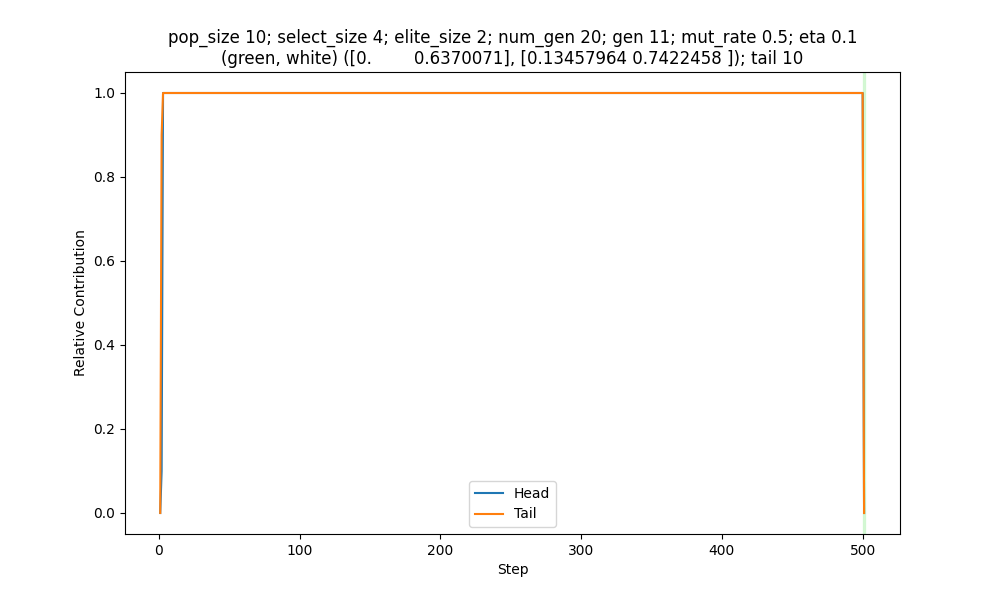 pop_size 10; select_size 4; elite_size 2; num_gen 20; gen 11; mut_rate 0.5; eta 0.1
(green, white) ([0. 0.6370071], [0.13457964 0.7422458 ]); tail 10
1.0
0.8
0.6
0.4
0.2
0.0
Relative Contribution
Head
Tail
0 100 200 300 400 500
Step